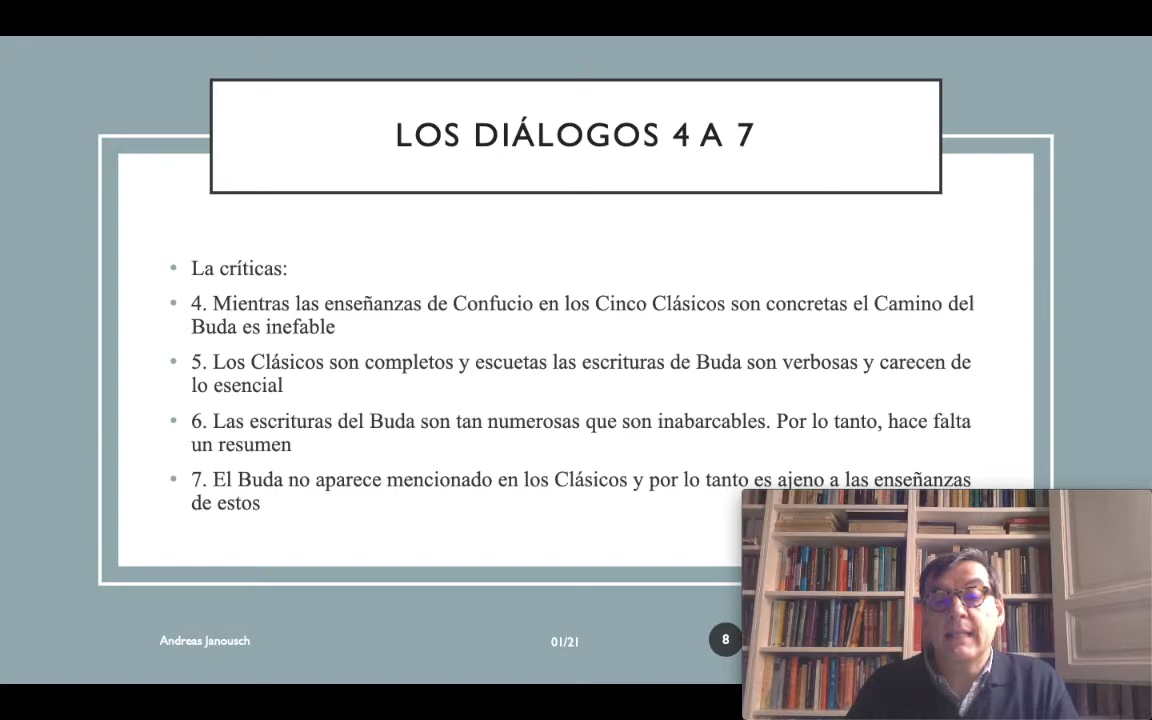 LOS DIÁLOGOS 4 A 7
La críticas:
4. Mientras las enseñanzas de Confucio en los Cinco Clásicos son concretas el Camino del
Buda es inefable
5. Los Clásicos son completos y escuetas las escrituras de Buda son verbosas y carecen de
lo esencial
6. Las escrituras del Buda son tan numerosas que son inabarcables. Por lo tanto, hace falta
un resumen
7. El Buda no aparece mencionado en los Clásicos y por lo tanto es ajeno a las enseñanzas
de estos
Andreas Janousch
01/21
8